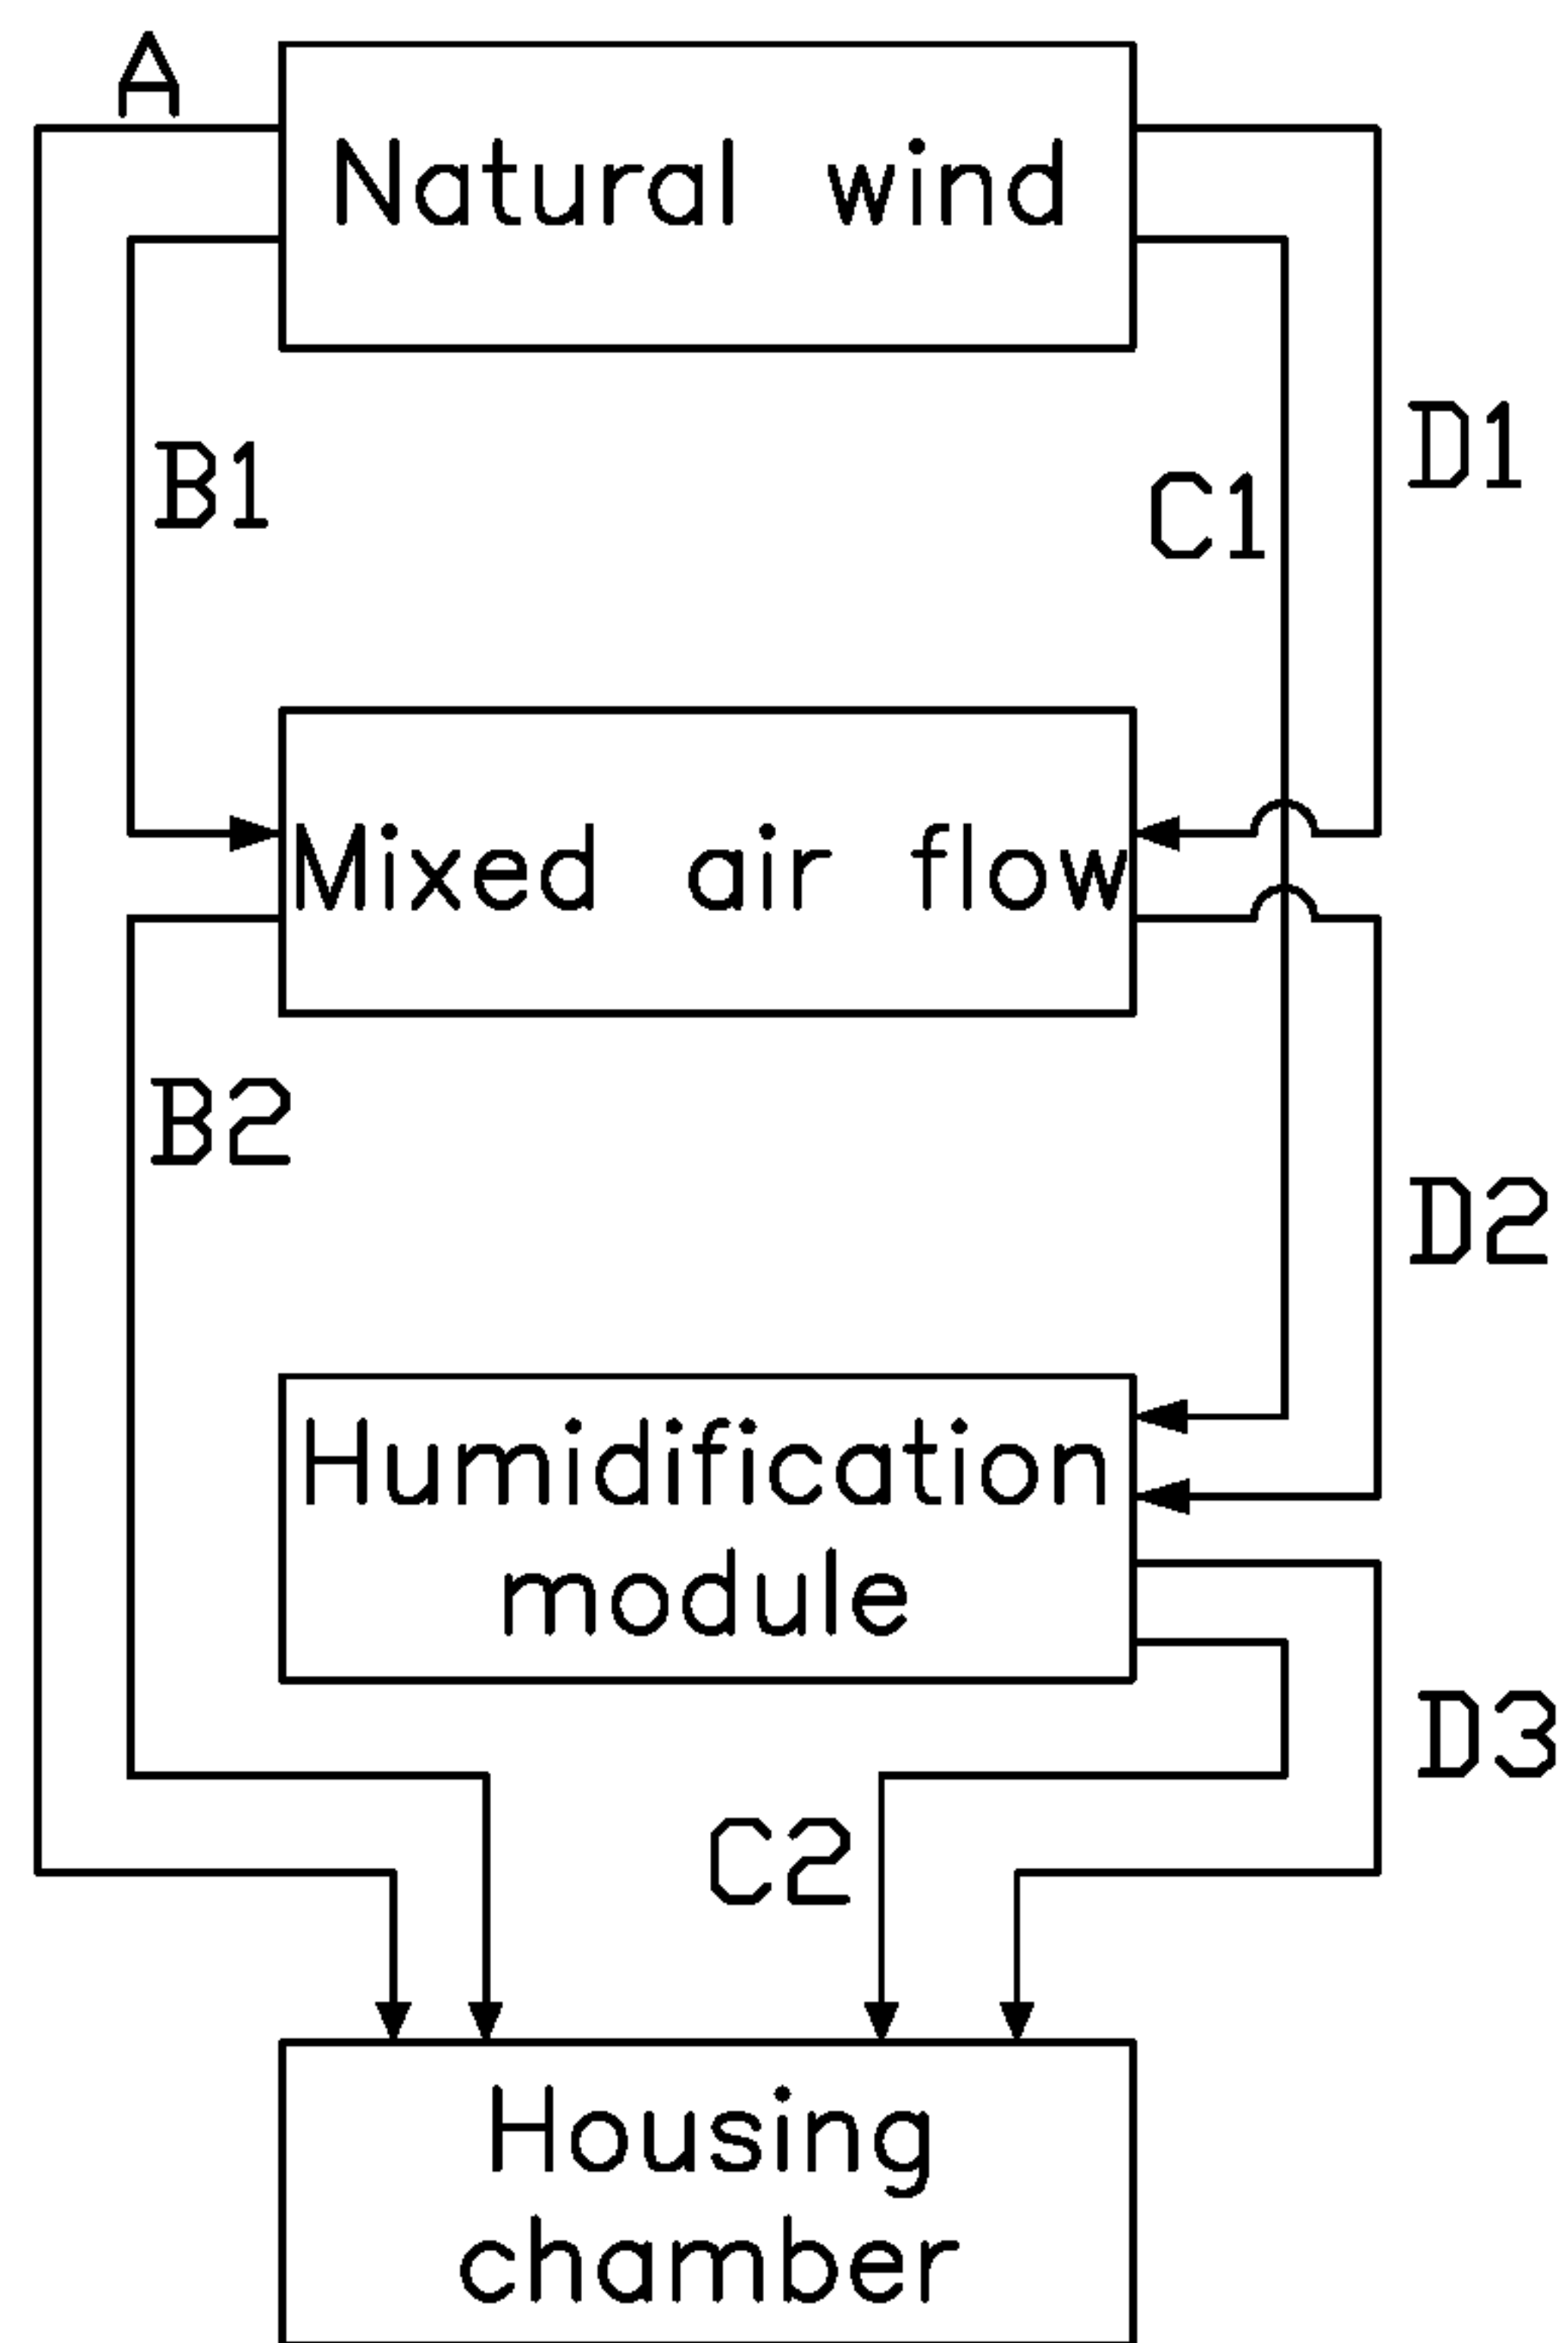 A
Natural wind
B1
C1
D1
Mixed air flow
B2
D2
Humidification
module
D3
C2
Housing
chamber